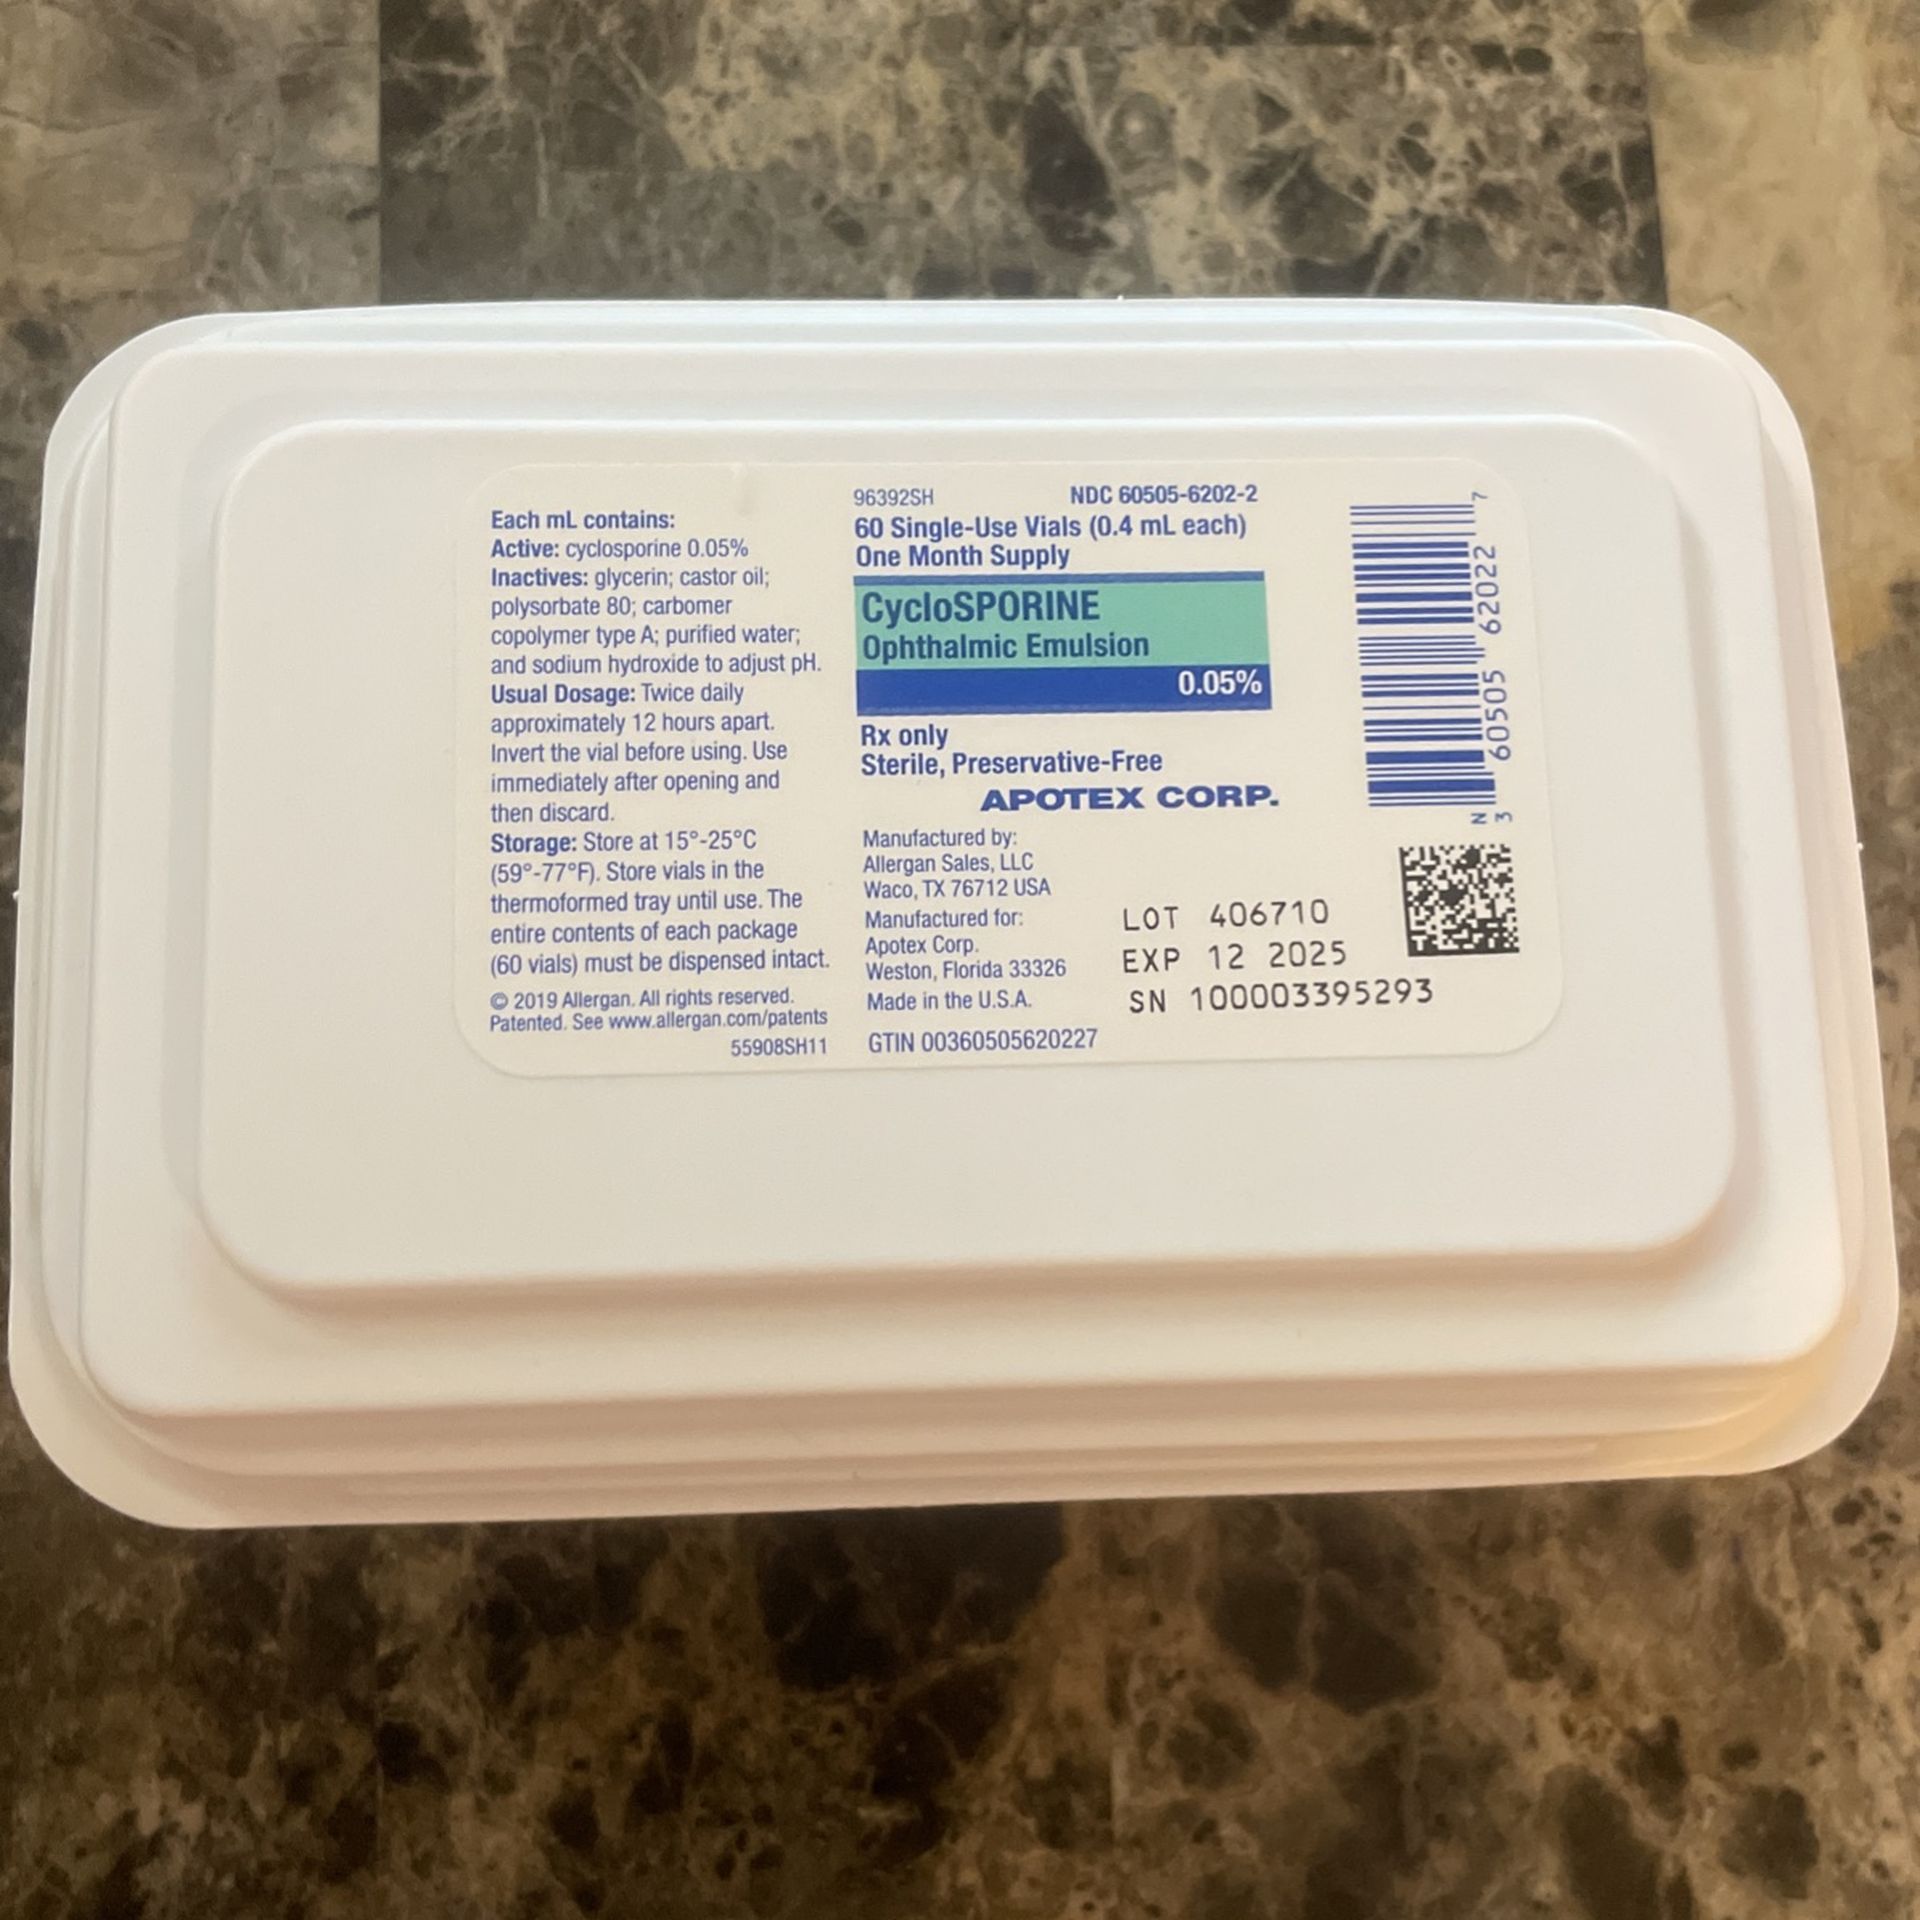 Each mL contains:
Active: cyclosporine 0.05%
Inactives: glycerin; castor oil;
polysorbate 80; carbomer
copolymer type A; purified water;
and sodium hydroxide to adjust pH.
Usual Dosage: Twice daily
approximately 12 hours apart.
Invert the vial before using. Use
immediately after opening and
then discard.
Storage: Store at 15°-25°C
(59°-77°F). Store vials in the
thermoformed tray until use. The
entire contents of each package
(60 vials) must be dispensed intact.
© 2019 Allergan. All rights reserved.
Patented. See www.allergan.com/patents
55908SH11
96392SH NDC 60505-6202-2
60 Single-Use Vials (0.4 mL each)
One Month Supply
CycloSPORINE
Ophthalmic Emulsion
0.05%
Rx only
Sterile, Preservative-Free
APOTEX CORP.
Manufactured by:
Allergan Sales, LLC
Waco, TX 76712 USA
Manufactured for:
Apotex Corp.
Weston, Florida 33326
Made in the U.S.A.
GTIN 00360505620227
LOT 406710
EXP 12 2025
SN 100003395293
N
3 60505 62022 7